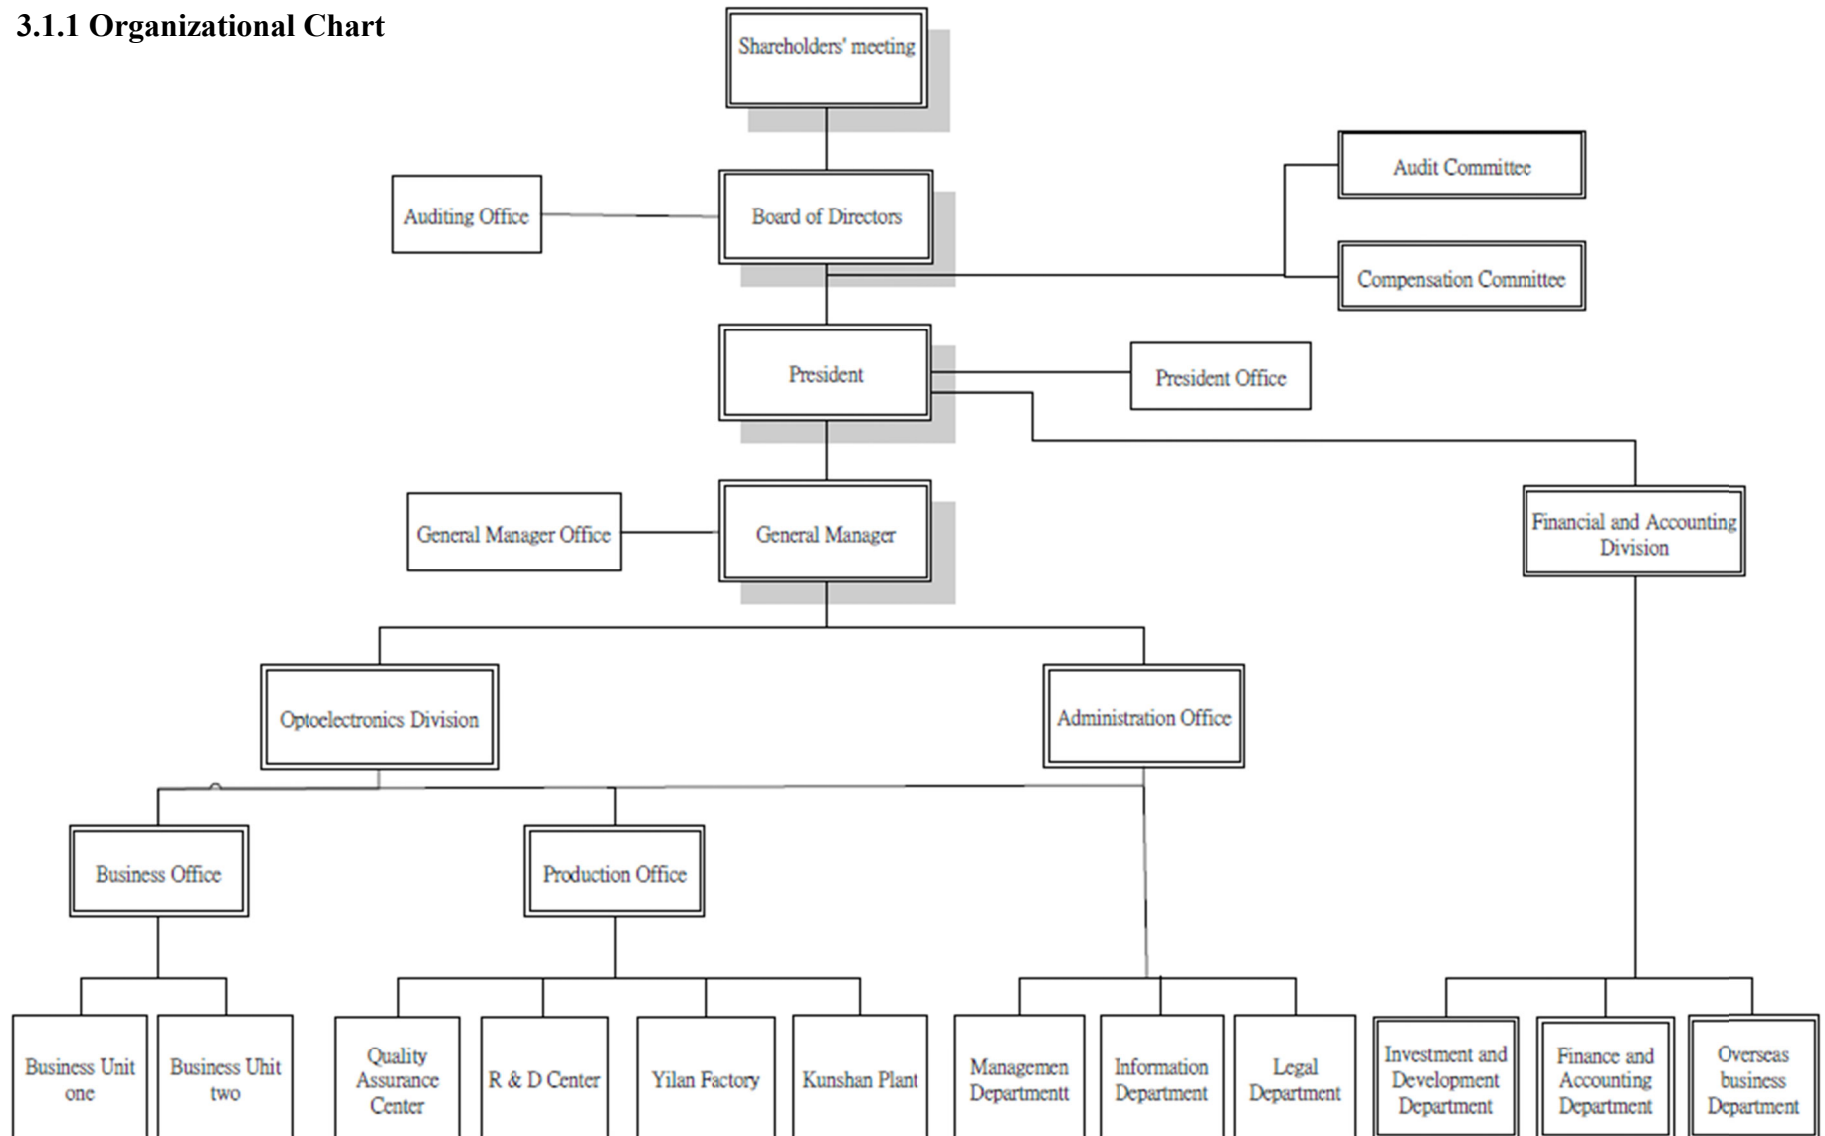 3.1.1 Organizational Chart
Shareholders' meeting
Audit Committee
Auditing Office
Board of Directors
Compensation Committee
President
President Office
General Manager Office
General Manager
Financial and Accounting
Division
Optoelectronics Division
Administration Office
Business Office
Production Office
Business Unit
one
Business Uhit
two
Quality
Assurance
Center
R & D Center
Yilan Factory
Kunshan Plant
Managemen
Departmentt
Information
Department
Legal
Department
Investment and
Development
Department
Finance and
Accounting
Department
Overseas
business
Department